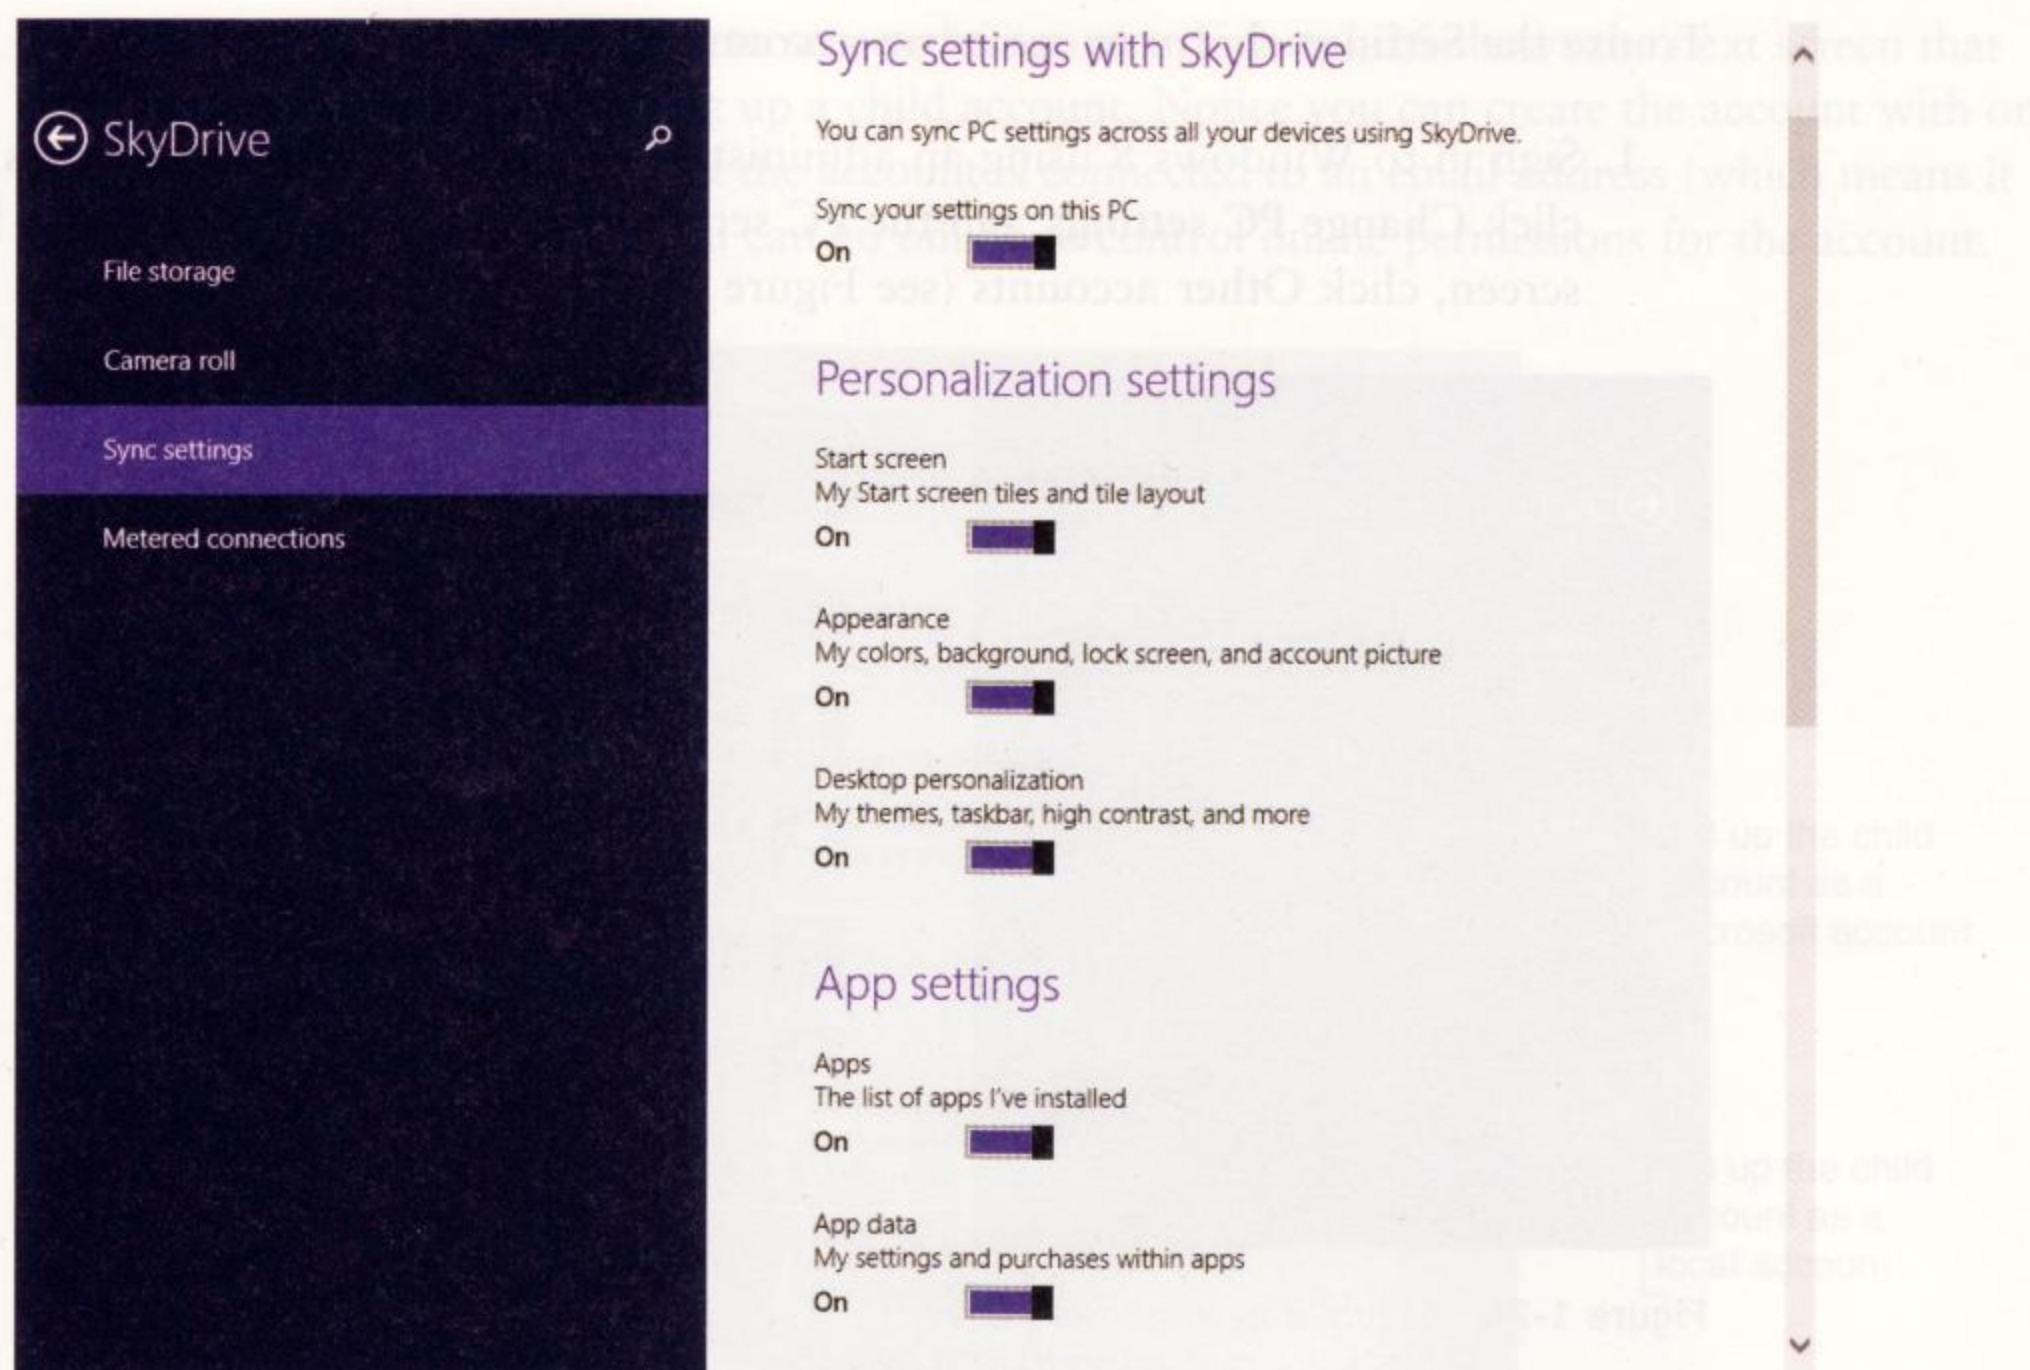 SkyDrive
File storage
Camera roll
Sync settings
Metered connections
Sync settings with SkyDrive
You can sync PC settings across all your devices using SkyDrive.
Sync your settings on this PC
On
Personalization settings
Start screen
My Start screen tiles and tile layout
On
Appearance
My colors, background, lock screen, and account picture
On
Desktop personalization
My themes, taskbar, high contrast, and more
On
App settings
Apps
The list of apps I've installed
On
App data
My settings and purchases within apps
On